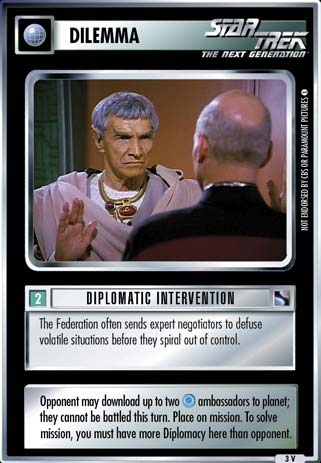 DILEMMA
STAR TREK
THE NEXT GENERATION
NOT ENDORSED BY CBS OR PARAMOUNT PICTURES
2
DIPLOMATIC INTERVENTION
The Federation often sends expert negotiators to defuse
volatile situations before they spiral out of control.
Opponent may download up to two ambassadors to planet;
they cannot be battled this turn. Place on mission. To solve
mission, you must have more Diplomacy here than opponent.
3 V